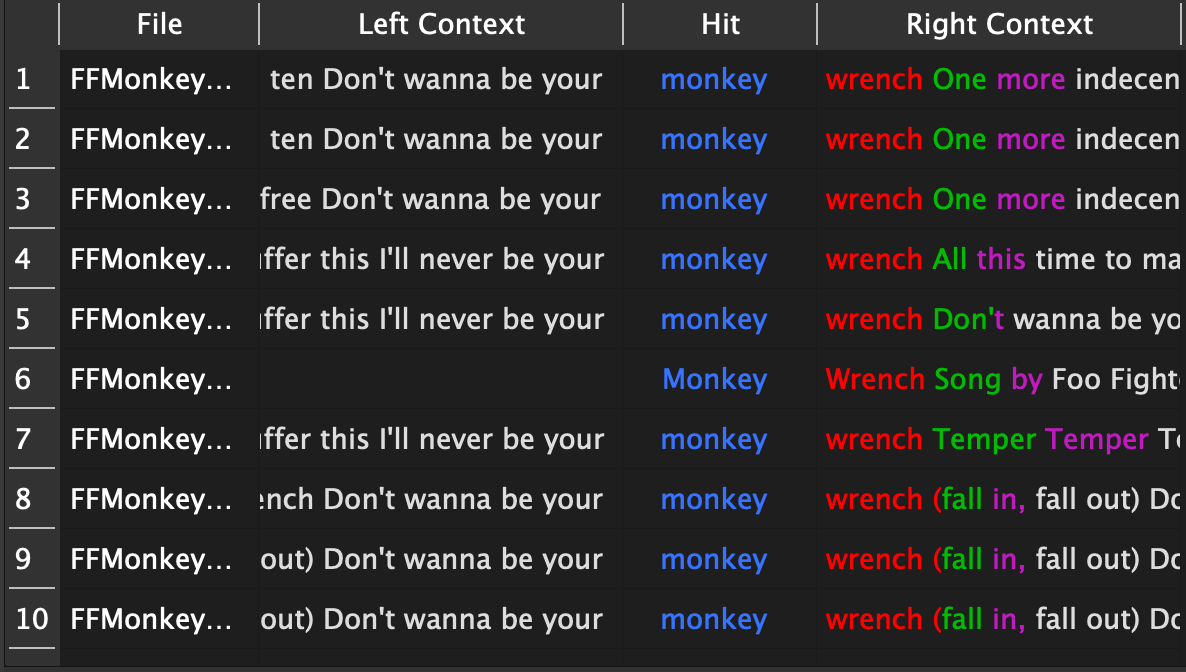 File Left Context Hit Right Context
1 FFMonkey... ten Don't wanna be your monkey wrench One more indecen
2 FFMonkey... ten Don't wanna be your monkey wrench One more indecen
3 FFMonkey... free Don't wanna be your monkey wrench One more indecen
4 FFMonkey... uffer this I'll never be your monkey wrench All this time to ma
5 FFMonkey... uffer this I'll never be your monkey wrench Don't wanna be yo
6 FFMonkey... Monkey Wrench Song by Foo Fight
7 FFMonkey... uffer this I'll never be your monkey wrench Temper Temper Te
8 FFMonkey... ench Don't wanna be your monkey wrench (fall in, fall out) Do
9 FFMonkey... out) Don't wanna be your monkey wrench (fall in, fall out) Do
10 FFMonkey... out) Don't wanna be your monkey wrench (fall in, fall out) Do